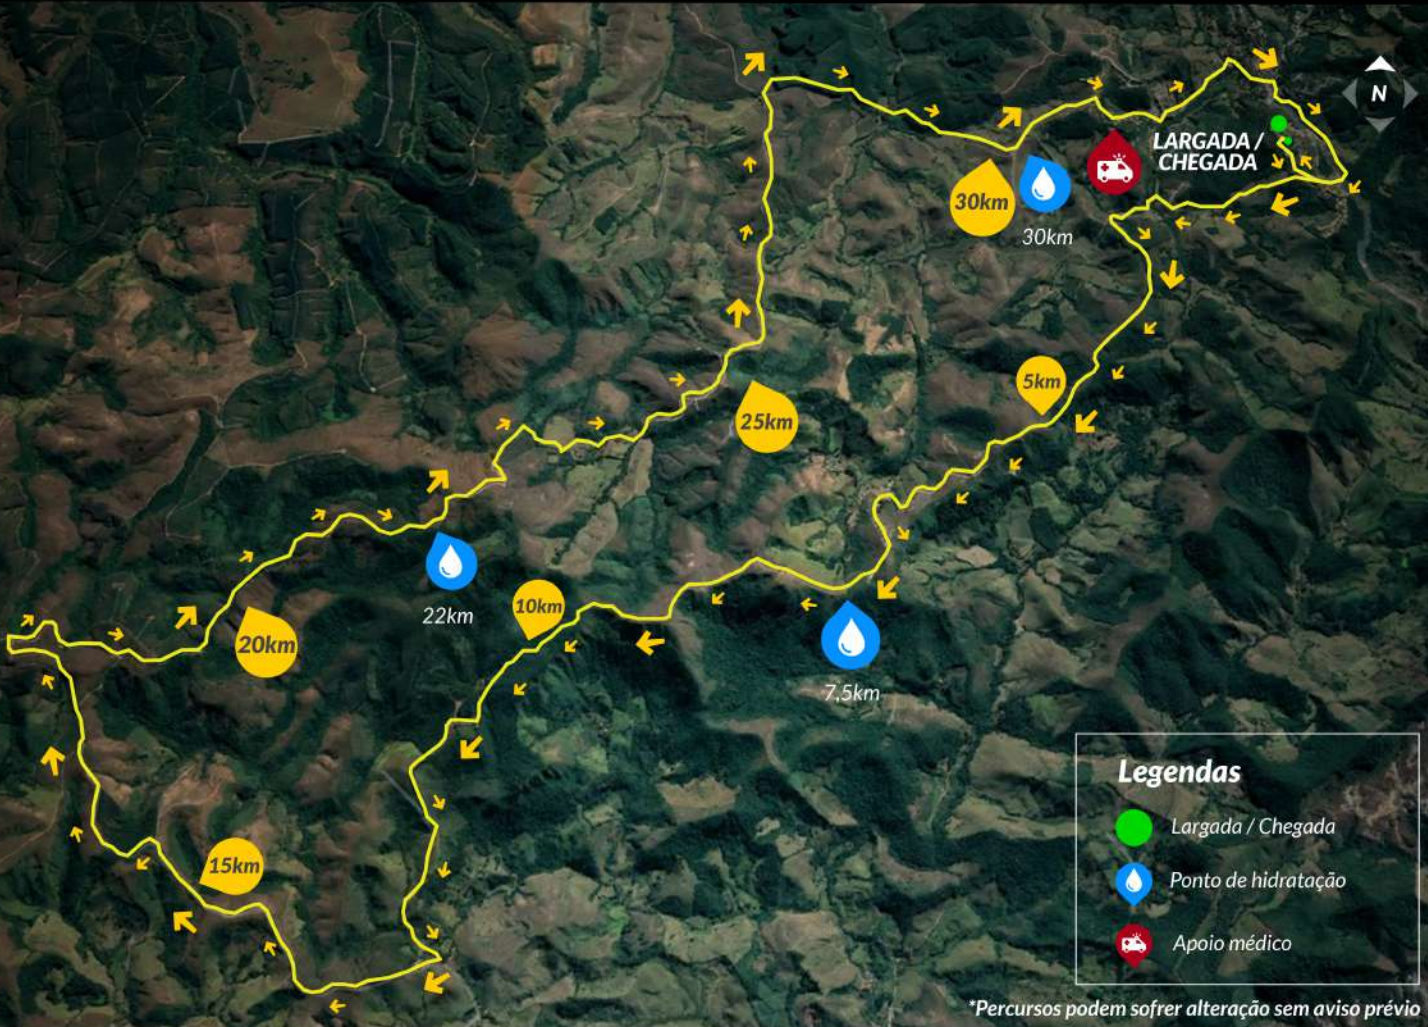 N
LARGADA /
CHEGADA
30km
30km
5km
25km
22km
10km
20km
7,5km
15km
Legendas
Largada / Chegada
Ponto de hidratação
Apoio médico
*Percursos podem sofrer alteração sem aviso prévio